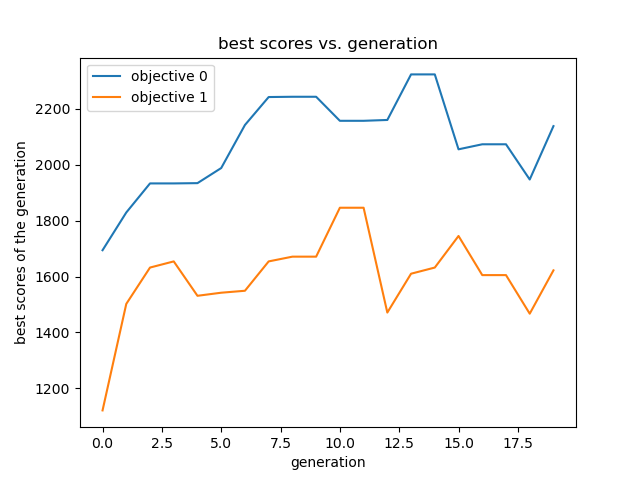 best scores vs. generation
objective 0
objective 1
best scores of the generation
2200
2000
1800
1600
1400
1200
0.0 2.5 5.0 7.5 10.0 12.5 15.0 17.5
generation